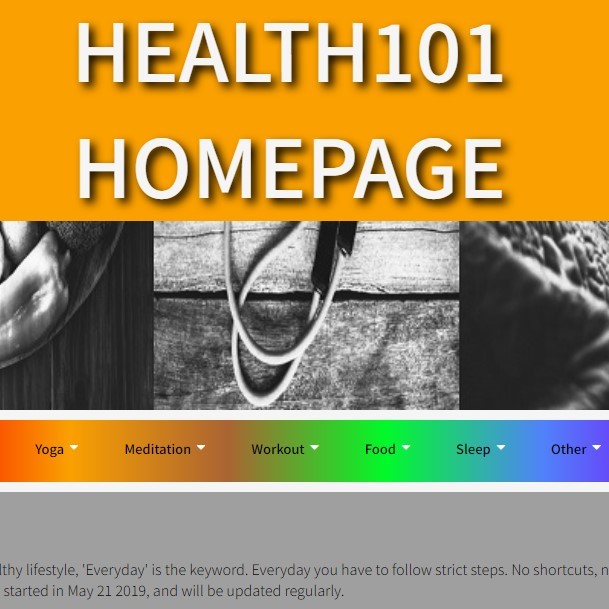 HEALTH101
HOMEPAGE
Yoga Meditation Workout Food Sleep Other
lifestyle, 'Everyday' is the keyword. Everyday you have to follow strict steps. No shortcuts,
started in May 21 2019, and will be updated regularly.